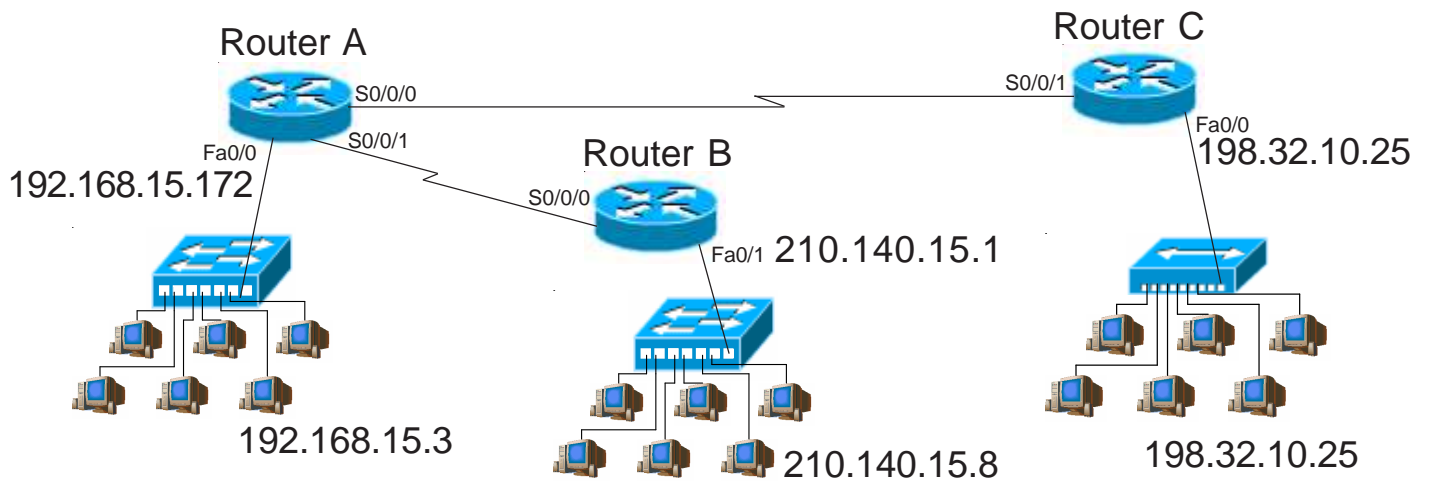 Router A
Router C
S0/0/0
S0/0/1
S0/0/1
Fa0/0
Fa0/0
Router B
198.32.10.25
192.168.15.172
S0/0/0
Fa0/1
210.140.15.1
192.168.15.3
210.140.15.8
198.32.10.25